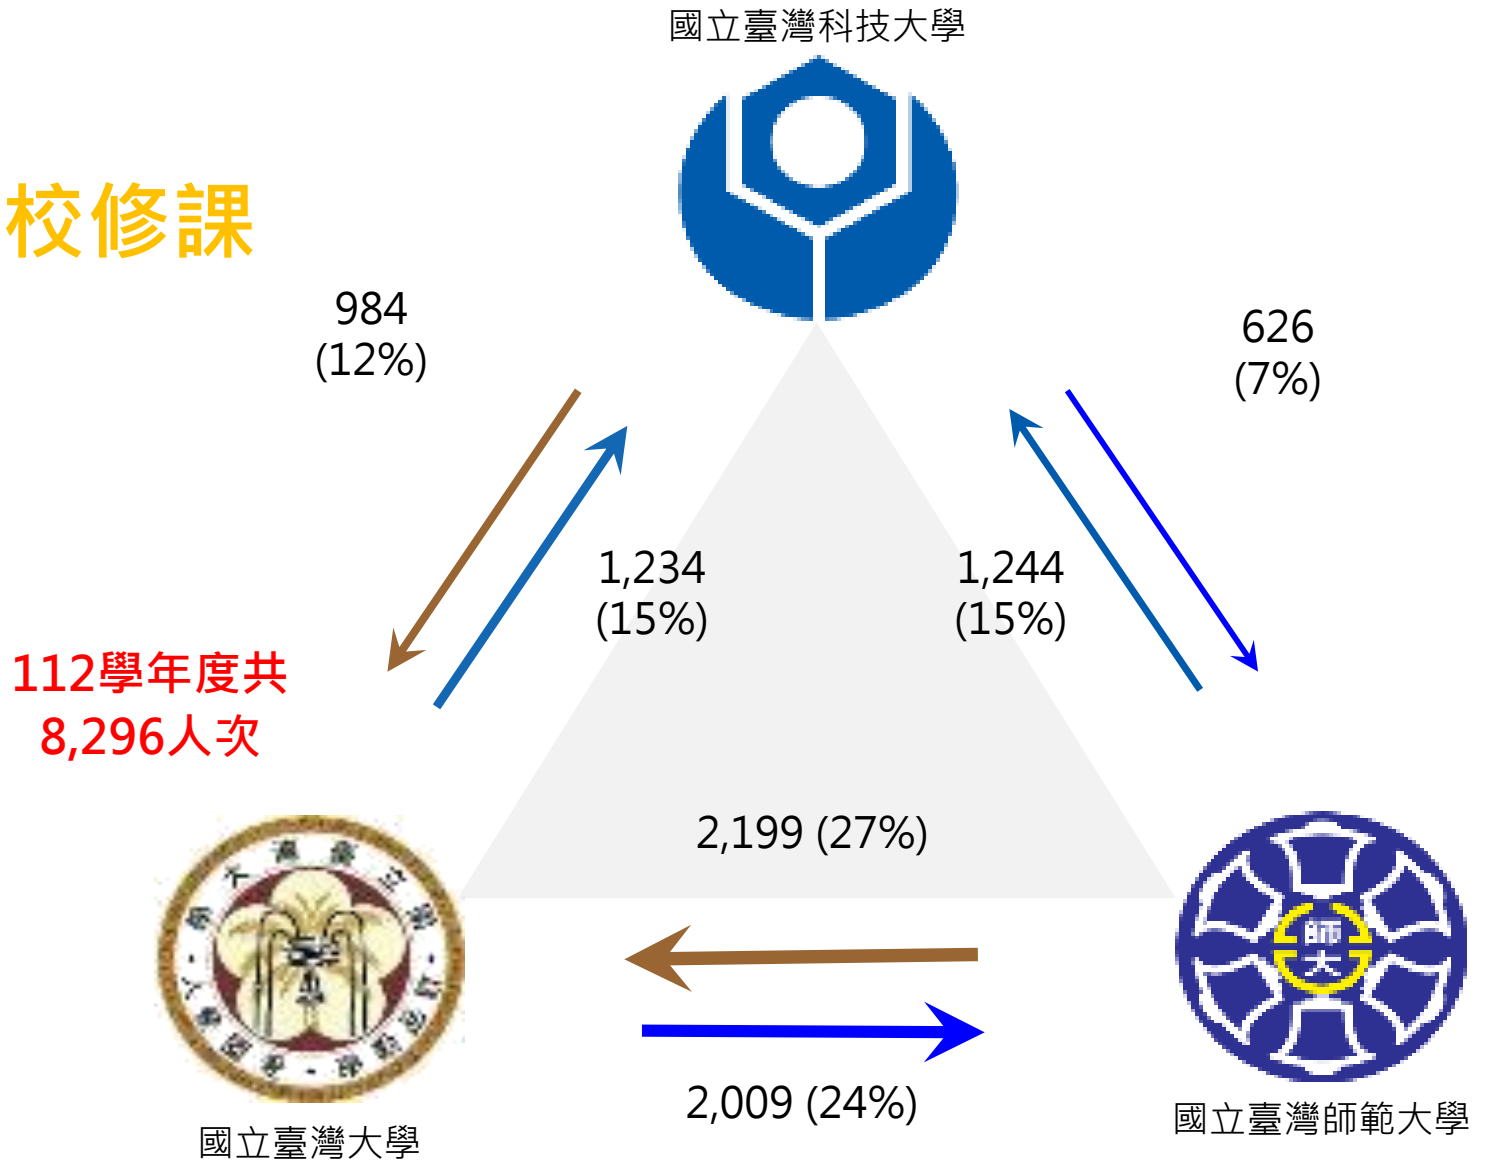 國立臺灣科技大學
校修課
984
(12%)
626
(7%)
1,234
(15%)
1,244
(15%)
112學年度共
8,296人次
2,199 (27%)
師
大
2,009 (24%)
國立臺灣大學
國立臺灣師範大學